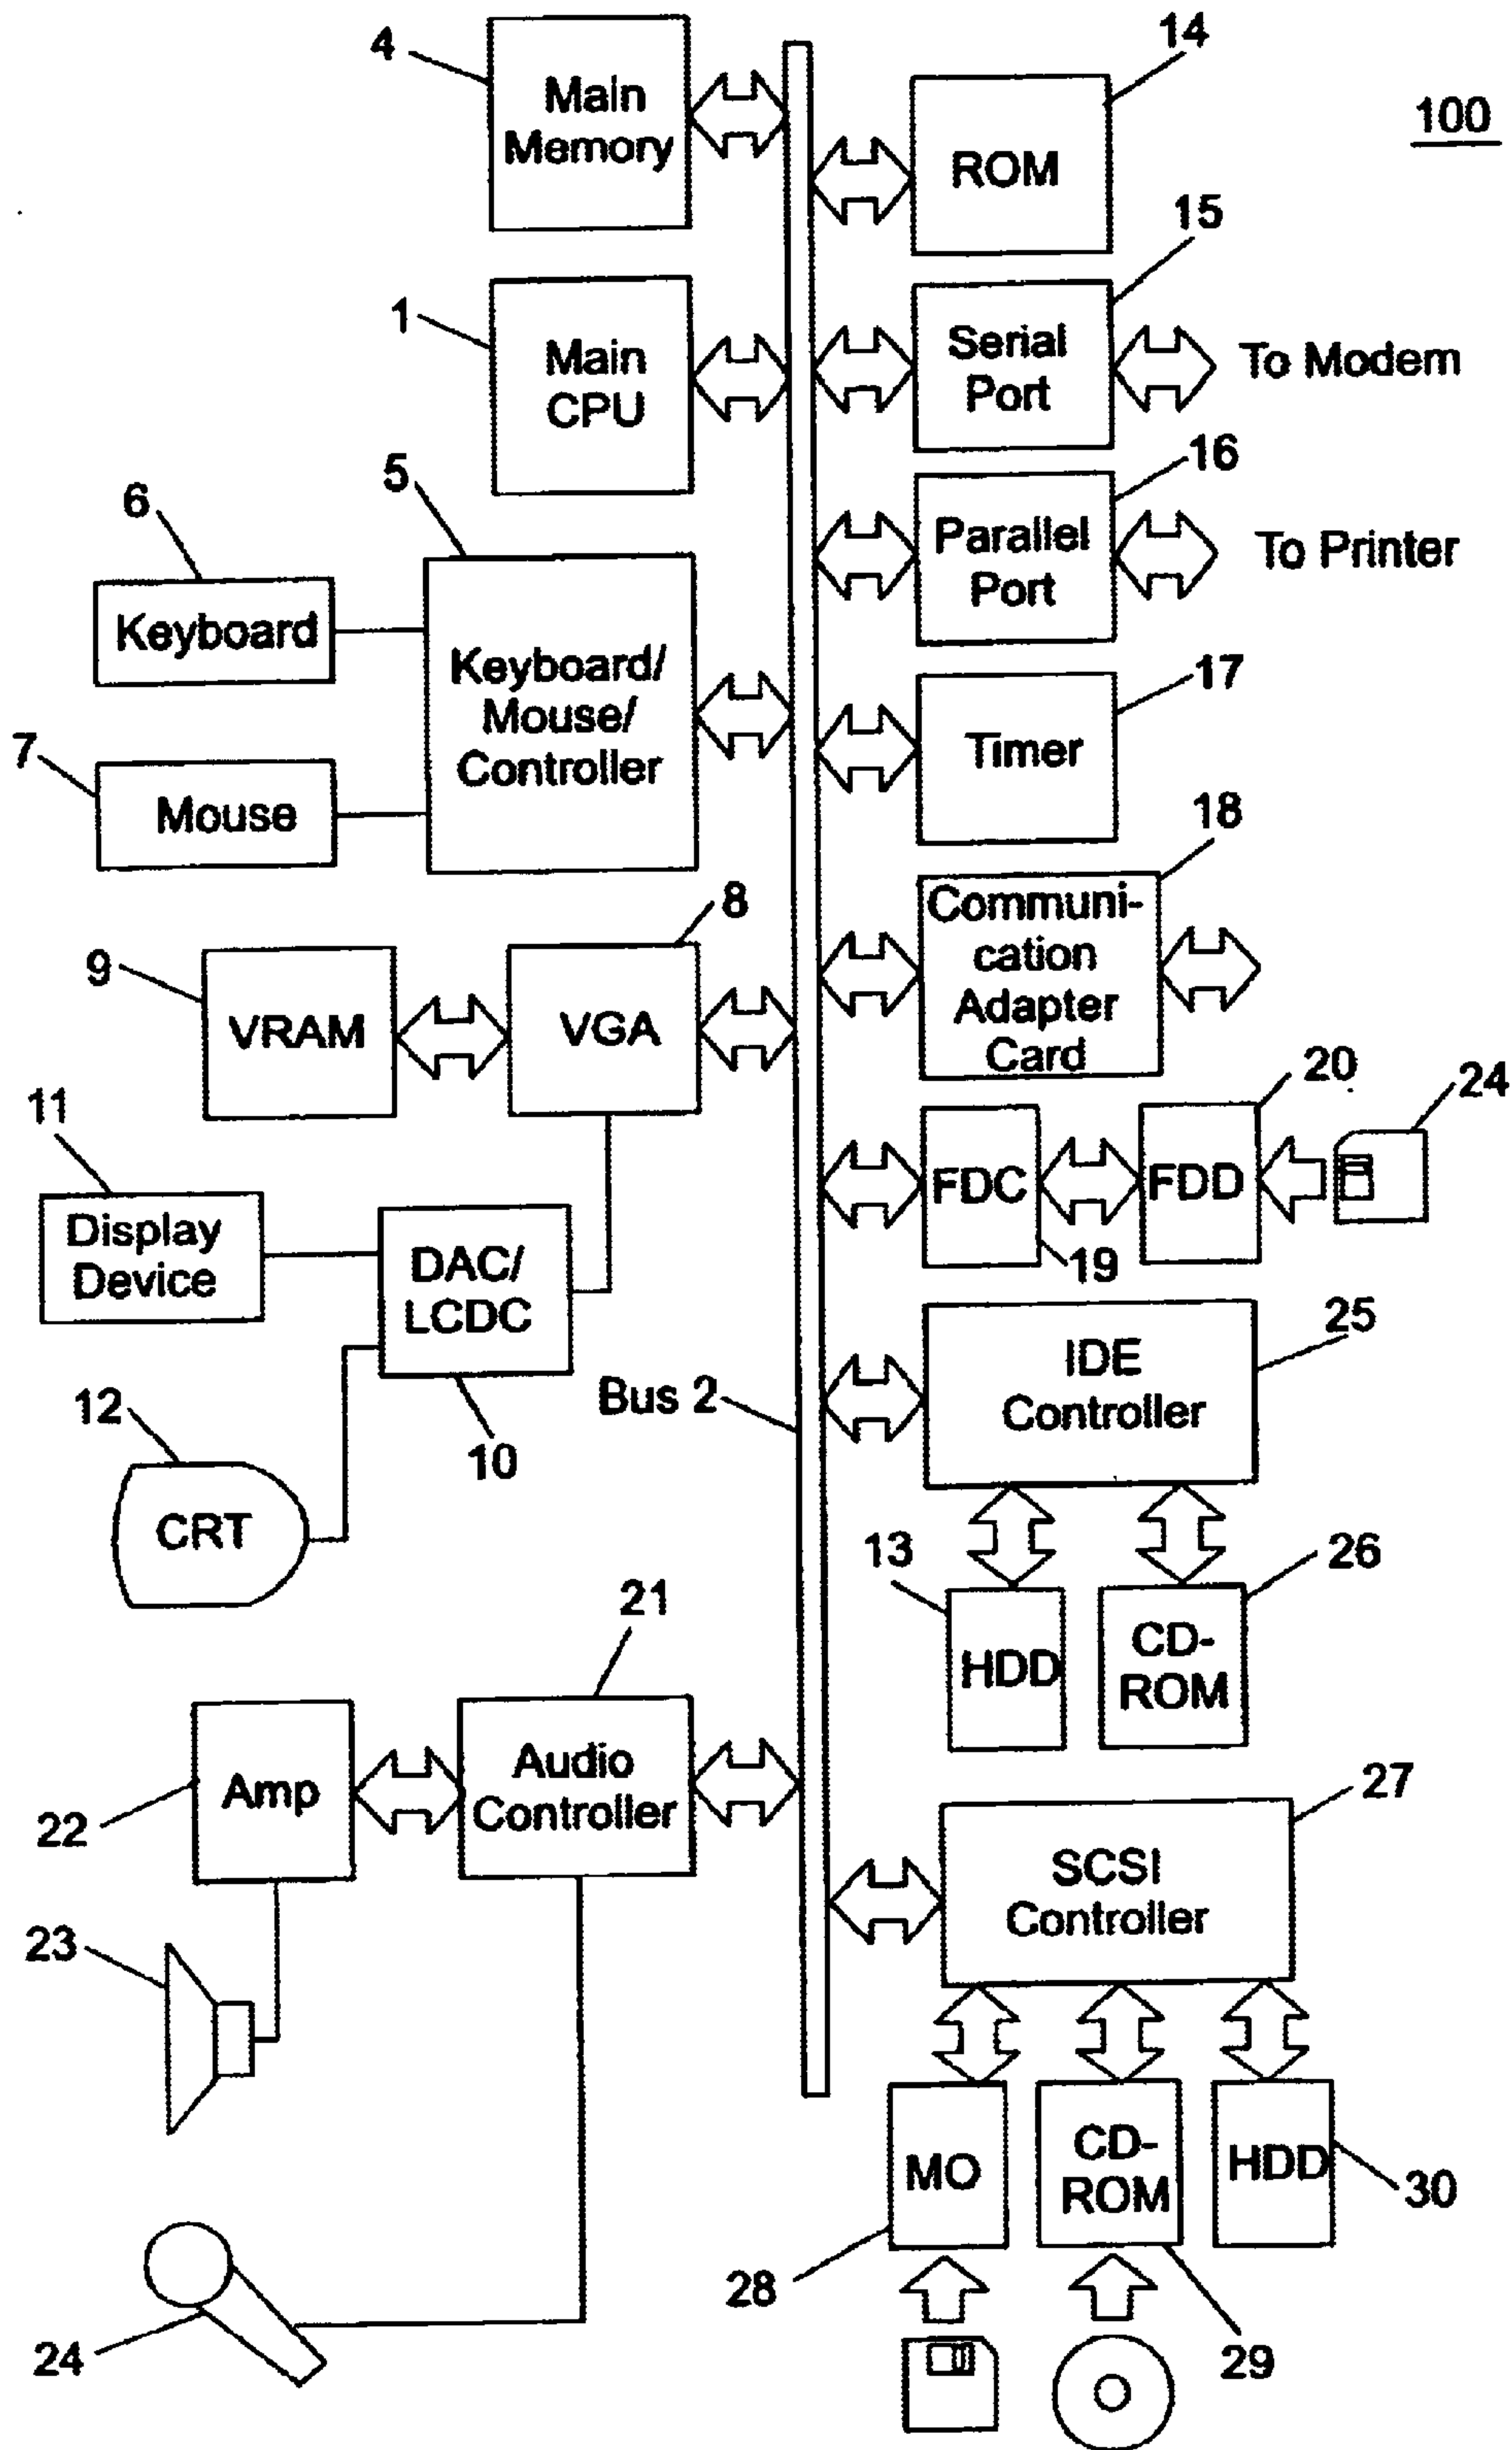 4
Main
Memory
14
ROM
100
1
Main
CPU
15
Serial
Port
To Modem
16
Parallel
Port
To Printer
6
Keyboard
5
Keyboard/
Mouse/
Controller
7
Mouse
17
Timer
18
Communi-
cation
Adapter
Card
9
VRAM
8
VGA
11
Display
Device
DAC/
LCDC
10
12
CRT
19
FDC
20
FDD
24
Bus 2
25
IDE
Controller
13
HDD
26
CD-
ROM
21
Audio
Controller
22
Amp
23
24
27
SCSI
Controller
28
MO
CD-
ROM
29
HDD
30